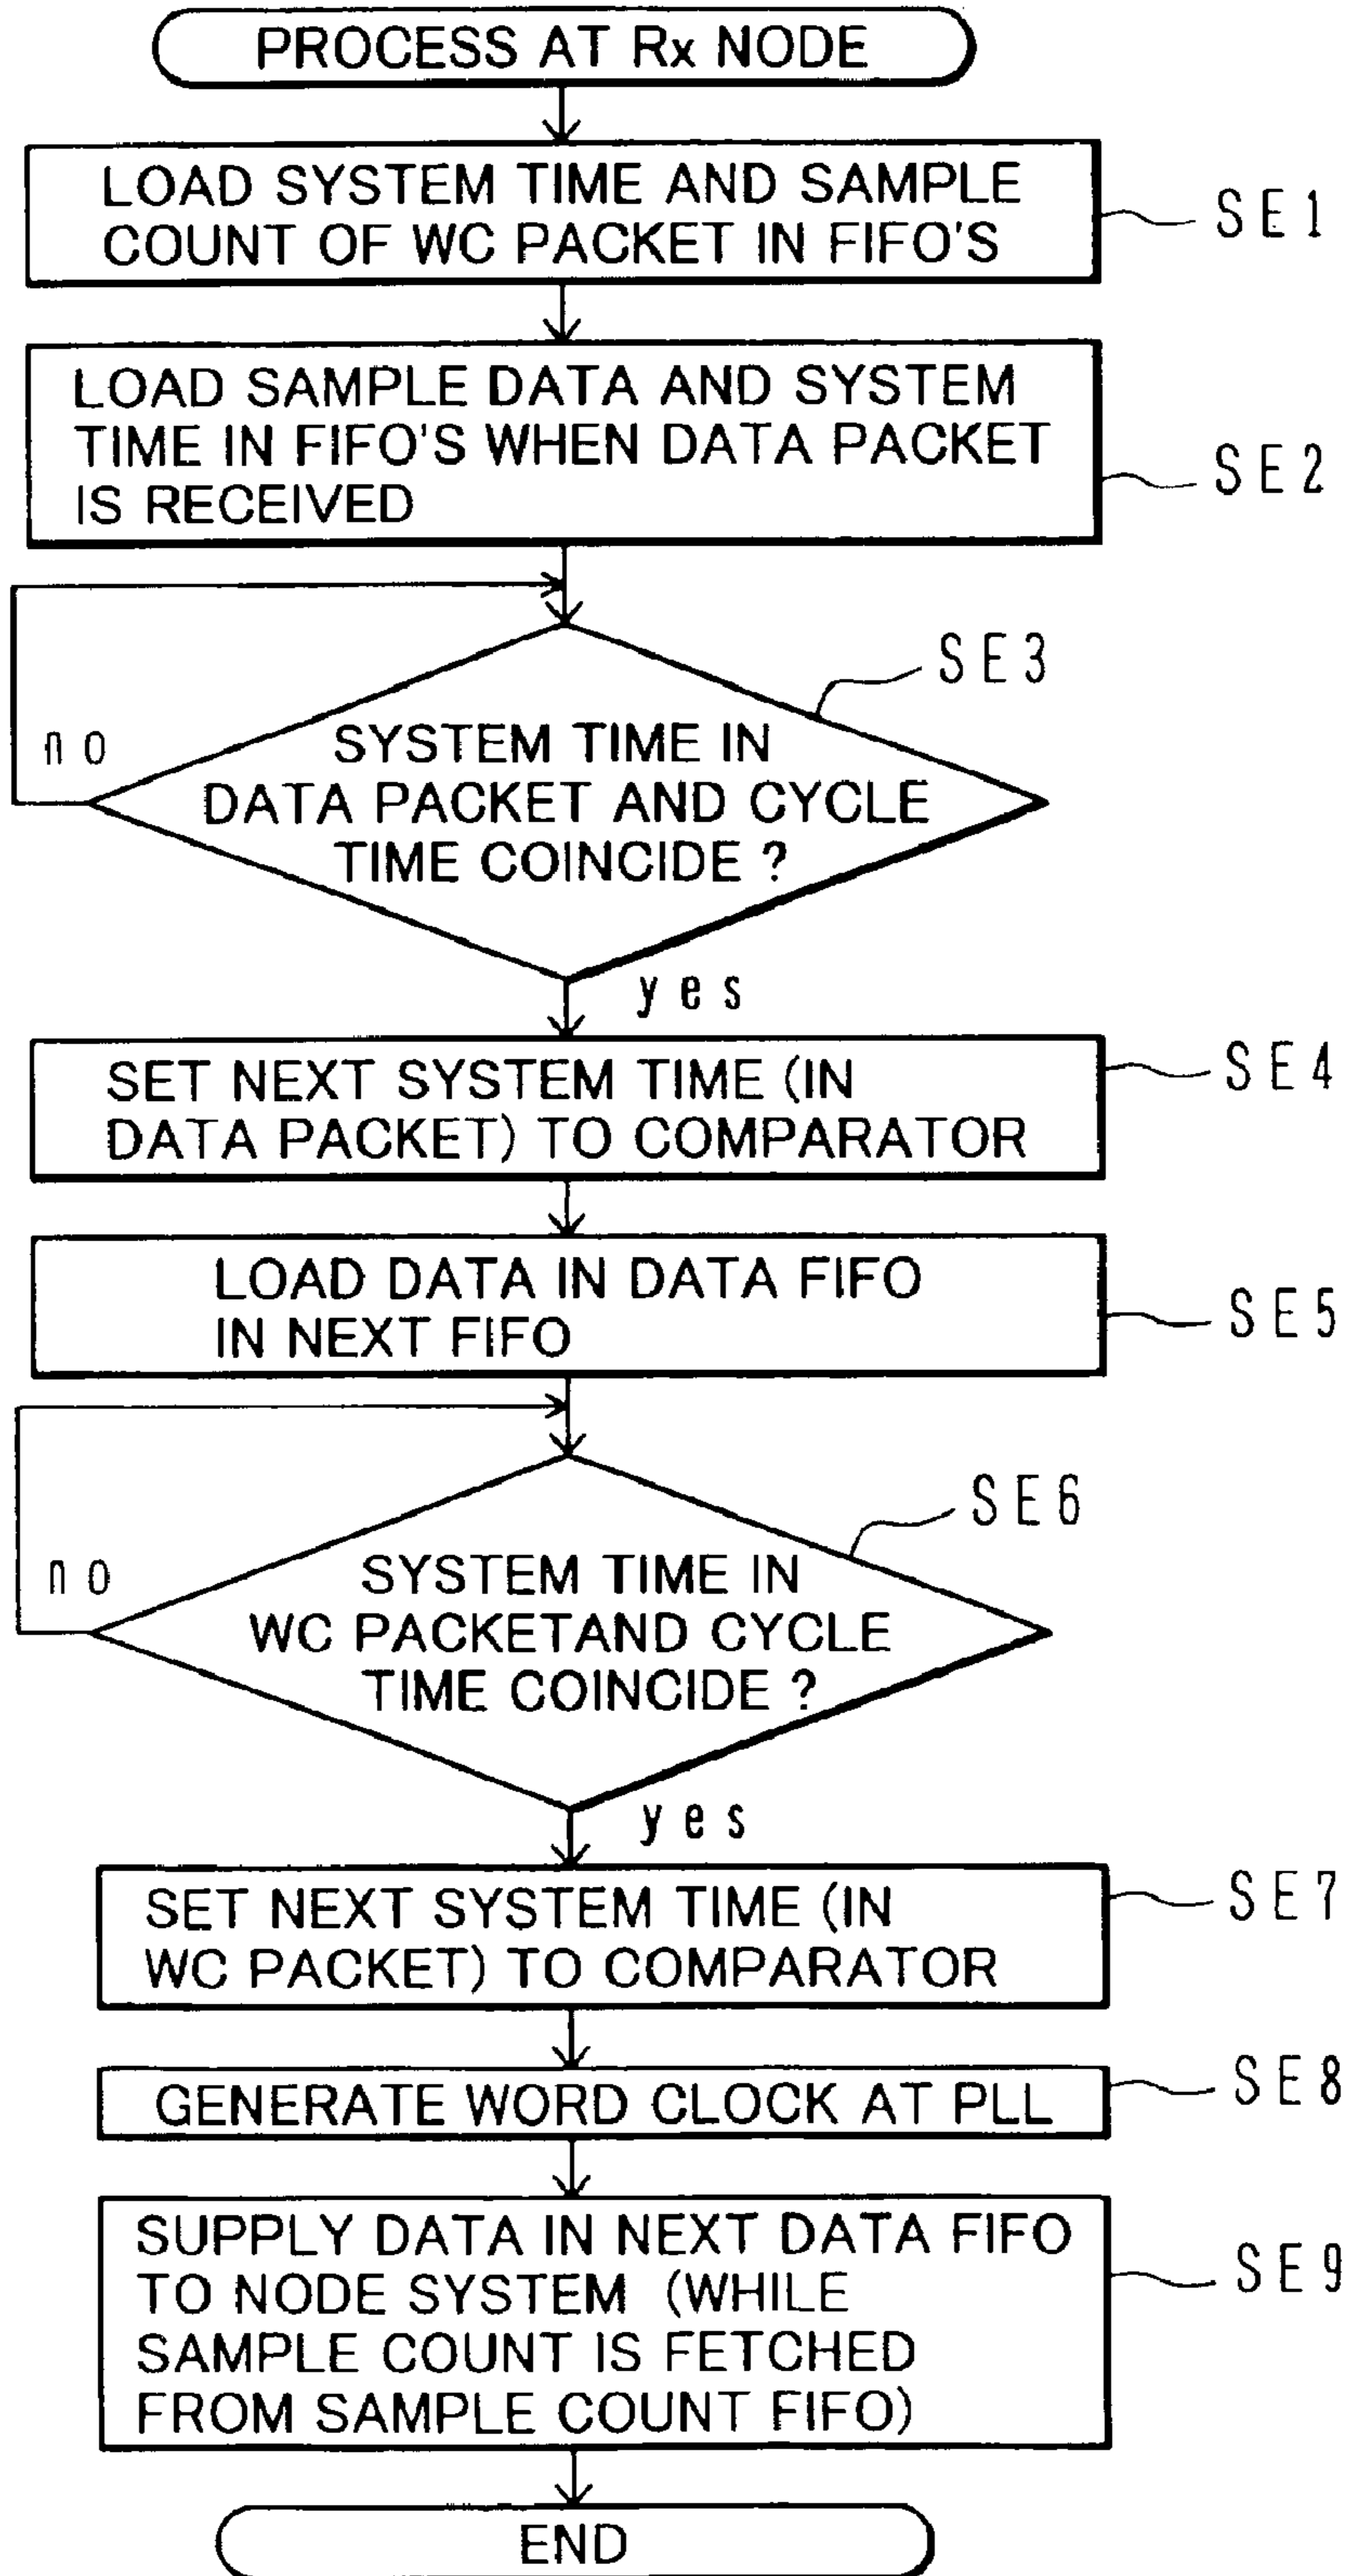 PROCESS AT Rx NODE
LOAD SYSTEM TIME AND SAMPLE
COUNT OF WC PACKET IN FIFO'S
SE1
LOAD SAMPLE DATA AND SYSTEM
TIME IN FIFO'S WHEN DATA PACKET
IS RECEIVED
SE2
SE3
no
SYSTEM TIME IN
DATA PACKET AND CYCLE
TIME COINCIDE ?
yes
SET NEXT SYSTEM TIME (IN
DATA PACKET) TO COMPARATOR
SE4
LOAD DATA IN DATA FIFO
IN NEXT FIFO
SE5
SE6
no
SYSTEM TIME IN
WC PACKETAND CYCLE
TIME COINCIDE ?
yes
SET NEXT SYSTEM TIME (IN
WC PACKET) TO COMPARATOR
SE7
GENERATE WORD CLOCK AT PLL
SE8
SUPPLY DATA IN NEXT DATA FIFO
TO NODE SYSTEM (WHILE
SAMPLE COUNT IS FETCHED
FROM SAMPLE COUNT FIFO)
SE9
END